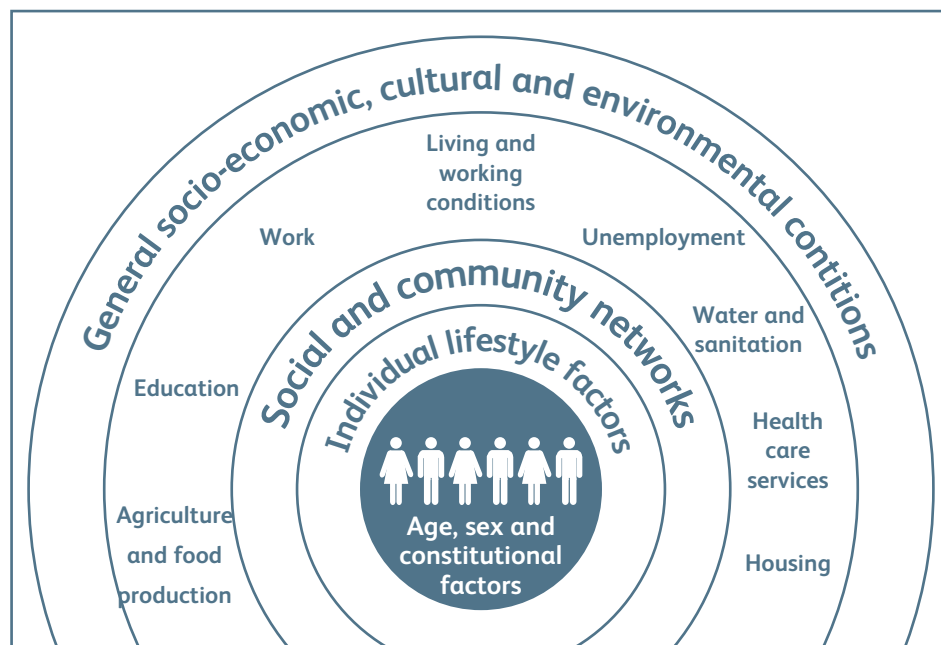 General socio-economic, cultural and environmental contitions
Living and
working
conditions
Work
Unemployment
Water and
sanitation
Social and community networks
Individual lifestyle factors
Education
Health
care
services
Agriculture
and food
production
Housing
Age, sex and
constitutional
factors